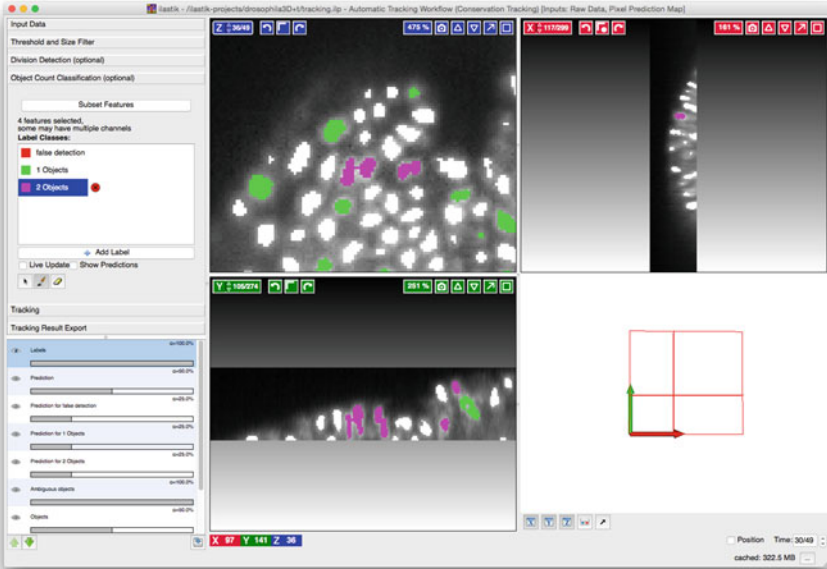 ilastik - /ilastik-projects/drosophila3D+t/tracking.ilp - Automatic Tracking Workflow (Conservation Tracking) [Inputs: Raw Data, Pixel Prediction Map]
Input Data
Threshold and Size Filter
Division Detection (optional)
Object Count Classification (optional)
Subset Features
4 features selected,
some may have multiple channels
Label Classes:
false detection
1 Objects
2 Objects
Add Label
Live Update Show Predictions
Tracking
Tracking Result Export
Labels
Prediction
Prediction for false detection
Prediction for 1 Objects
Prediction for 2 Objects
Ambiguous objects
Objects
Z 36/49 475 %
X 117/299 161 %
Y 105/274 251 %
X 97 Y 141 Z 36
Position Time: 30/49
cached: 322.5 MB ...